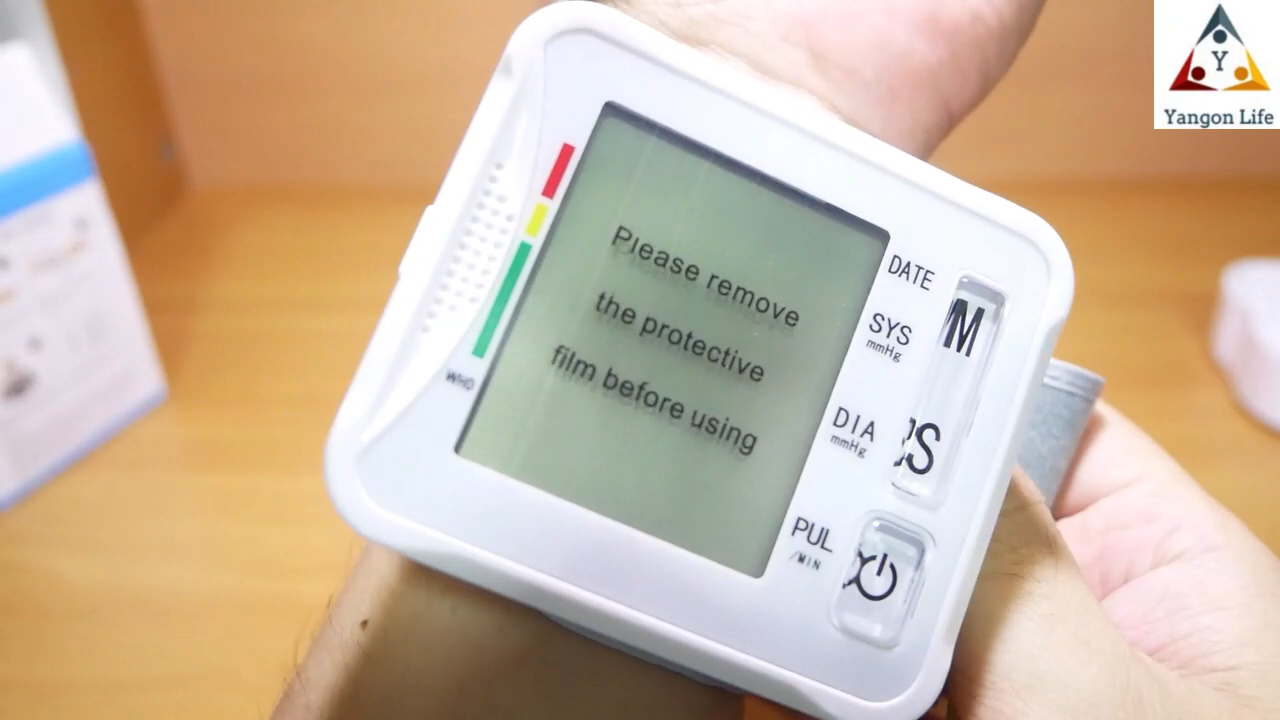 Please remove
the protective
film before using
DATE
SYS
mmHg
DIA
mmHg
PUL
/MIN
M
S
WHO
Y
Yangon Life